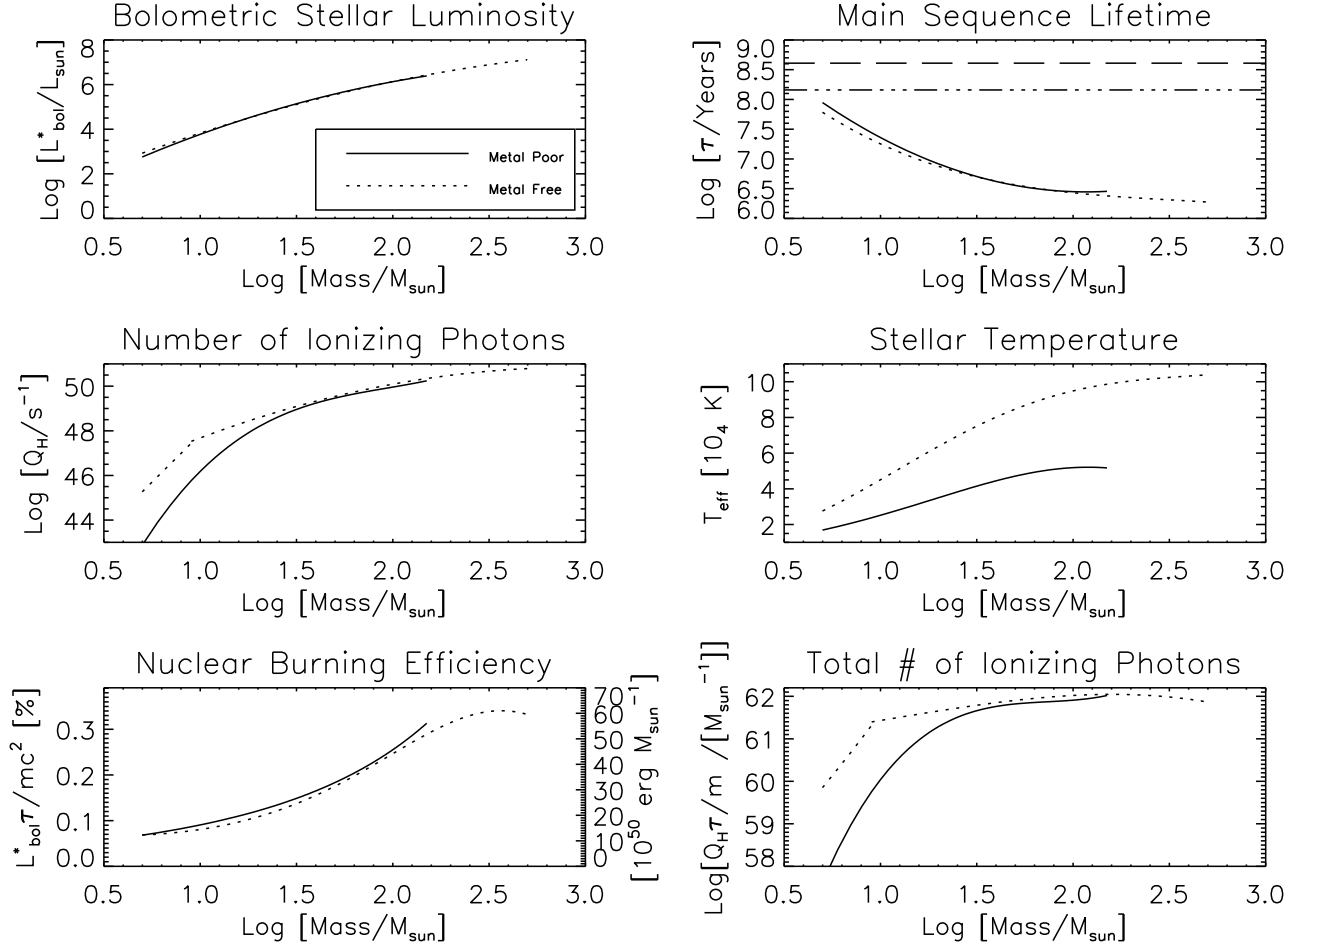 Bolometric Stellar Luminosity
Log [L*bol/Lsun]
8
6
4
2
0
Metal Poor
Metal Free
0.5 1.0 1.5 2.0 2.5 3.0
Log [Mass/Msun]
Main Sequence Lifetime
Log [τ/Years]
9.0
8.5
8.0
7.5
7.0
6.5
6.0
0.5 1.0 1.5 2.0 2.5 3.0
Log [Mass/Msun]
Number of Ionizing Photons
Log [QH/s−1]
50
48
46
44
0.5 1.0 1.5 2.0 2.5 3.0
Log [Mass/Msun]
Stellar Temperature
Teff [104 K]
10
8
6
4
2
0.5 1.0 1.5 2.0 2.5 3.0
Log [Mass/Msun]
Nuclear Burning Efficiency
L*bolτ/mc2 [%]
0.3
0.2
0.1
0.0
70
60
50
40
30
20
10
0
[1050 erg Msun−1]
0.5 1.0 1.5 2.0 2.5 3.0
Log [Mass/Msun]
Total # of Ionizing Photons
Log[QHτ/m /[Msun−1]]
62
61
60
59
58
0.5 1.0 1.5 2.0 2.5 3.0
Log [Mass/Msun]